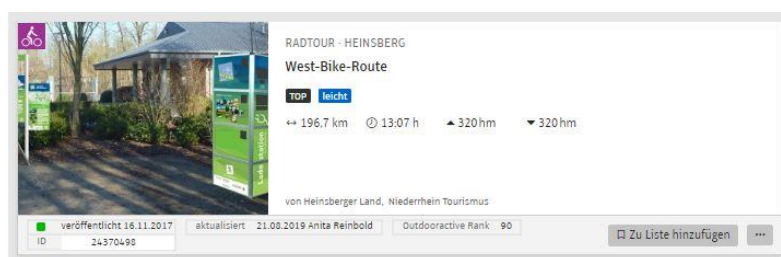 RADTOUR · HEINSBERG
West-Bike-Route
TOP leicht
196,7 km 13:07 h 320 hm 320 hm
Ladestation
von Heinsberger Land, Niederrhein Tourismus
veröffentlicht 16.11.2017 aktualisiert 21.08.2019 Anita Reinbold Outdooractive Rank 90
ID 24370498
Zu Liste hinzufügen ...